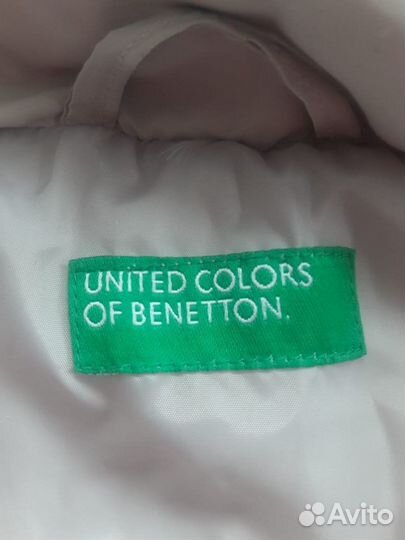 UNITED COLORS
OF BENETTON.
Avito